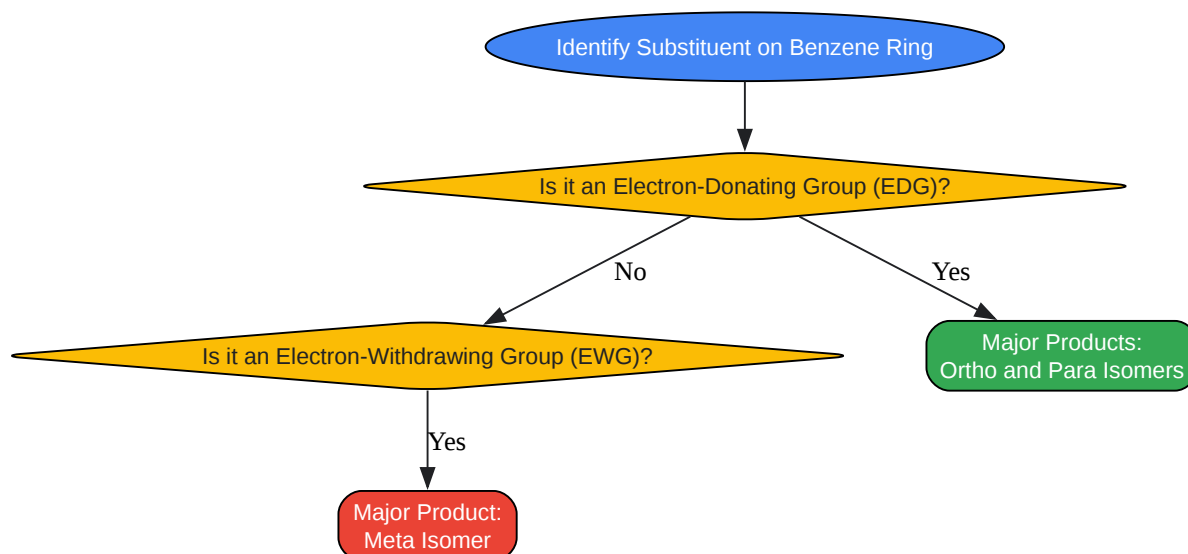 Identify Substituent on Benzene Ring
Is it an Electron-Donating Group (EDG)?
No
Yes
Is it an Electron-Withdrawing Group (EWG)?
Major Products:
Ortho and Para Isomers
Yes
Major Product:
Meta Isomer